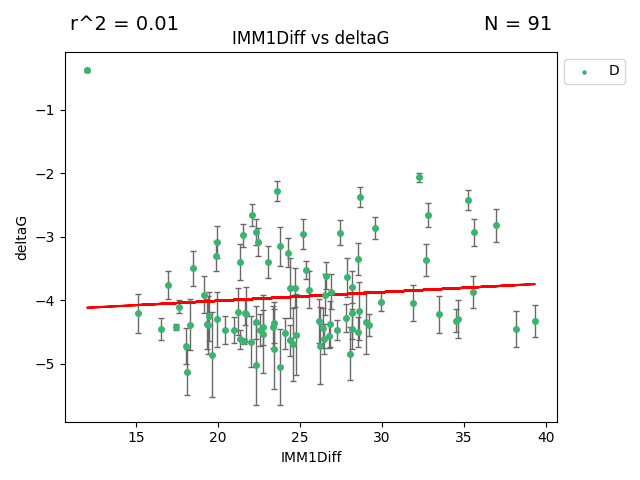 r^2 = 0.01
N = 91
IMM1Diff vs deltaG
D
−1
−2
−3
−4
−5
deltaG
15 20 25 30 35 40
IMM1Diff